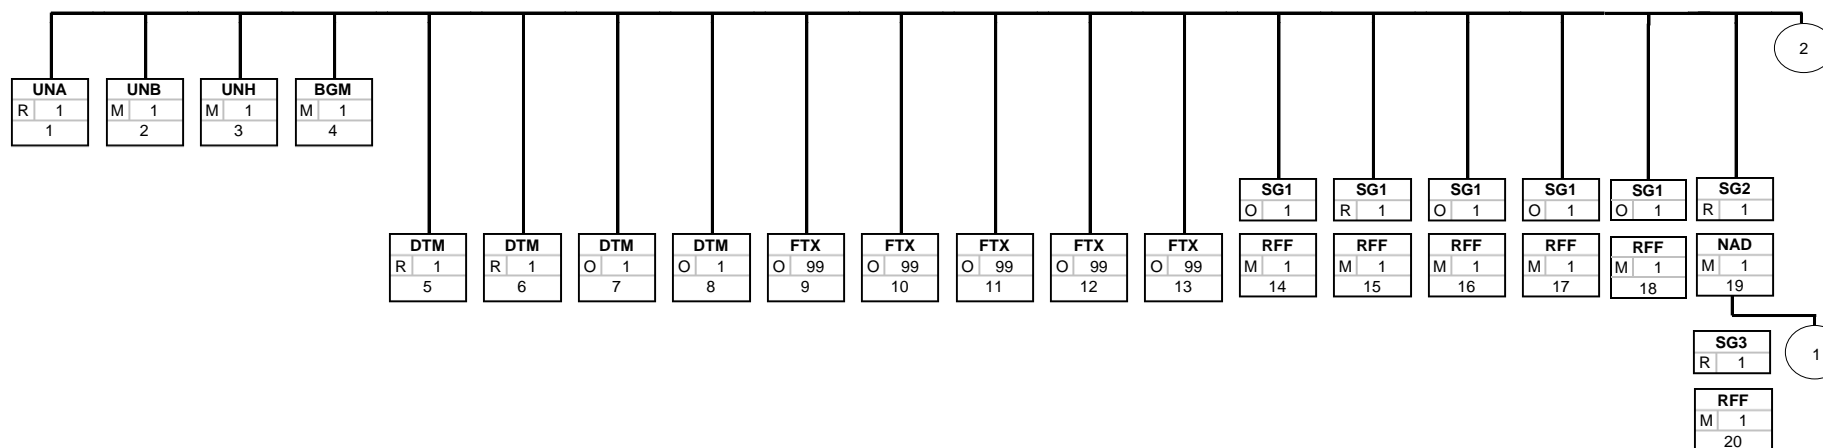 2
UNA UNB UNH BGM
R 1 M 1 M 1 M 1
1 2 3 4
SG1 SG1 SG1 SG1 SG1 SG2
O 1 R 1 O 1 O 1 O 1 R 1
DTM DTM DTM DTM FTX FTX FTX FTX FTX RFF RFF RFF RFF RFF NAD
R 1 R 1 O 1 O 1 O 99 O 99 O 99 O 99 O 99 M 1 M 1 M 1 M 1 M 1 M 1
5 6 7 8 9 10 11 12 13 14 15 16 17 18 19
SG3
R 1
1
RFF
M 1
20